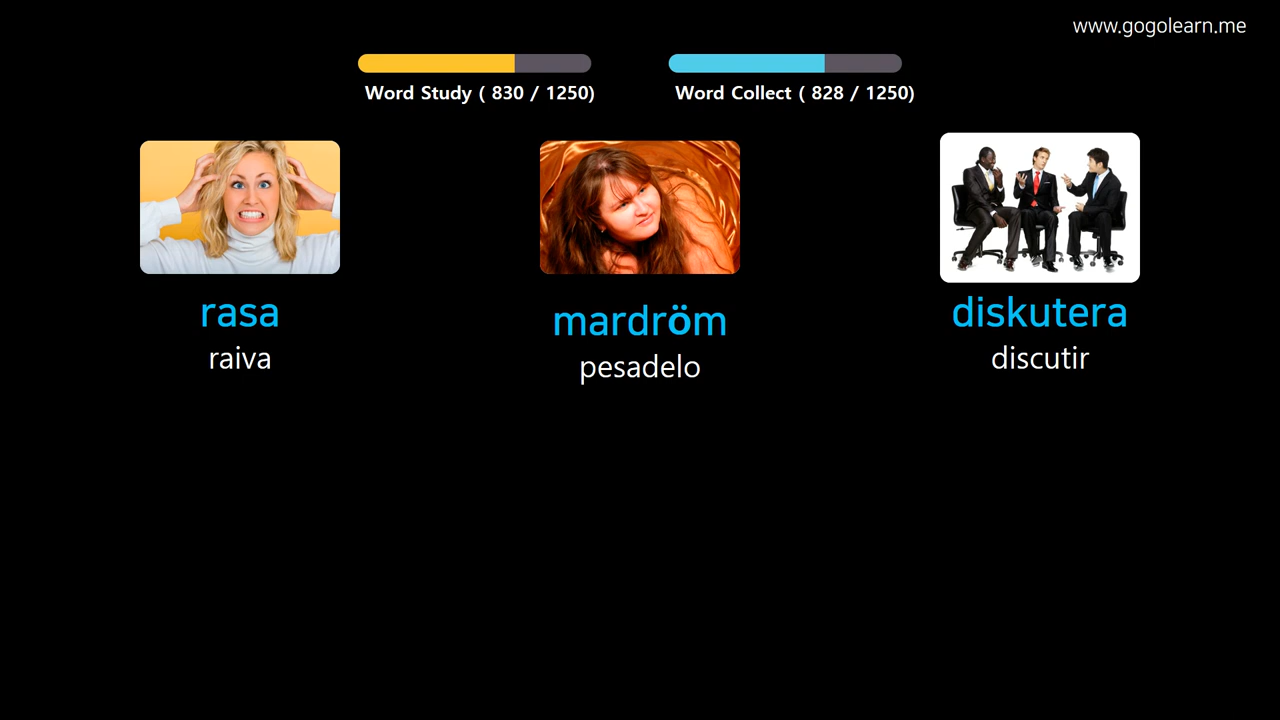 www.gogolearn.me
Word Study ( 830 / 1250)
Word Collect ( 828 / 1250)
rasa
raiva
mardröm
pesadelo
diskutera
discutir